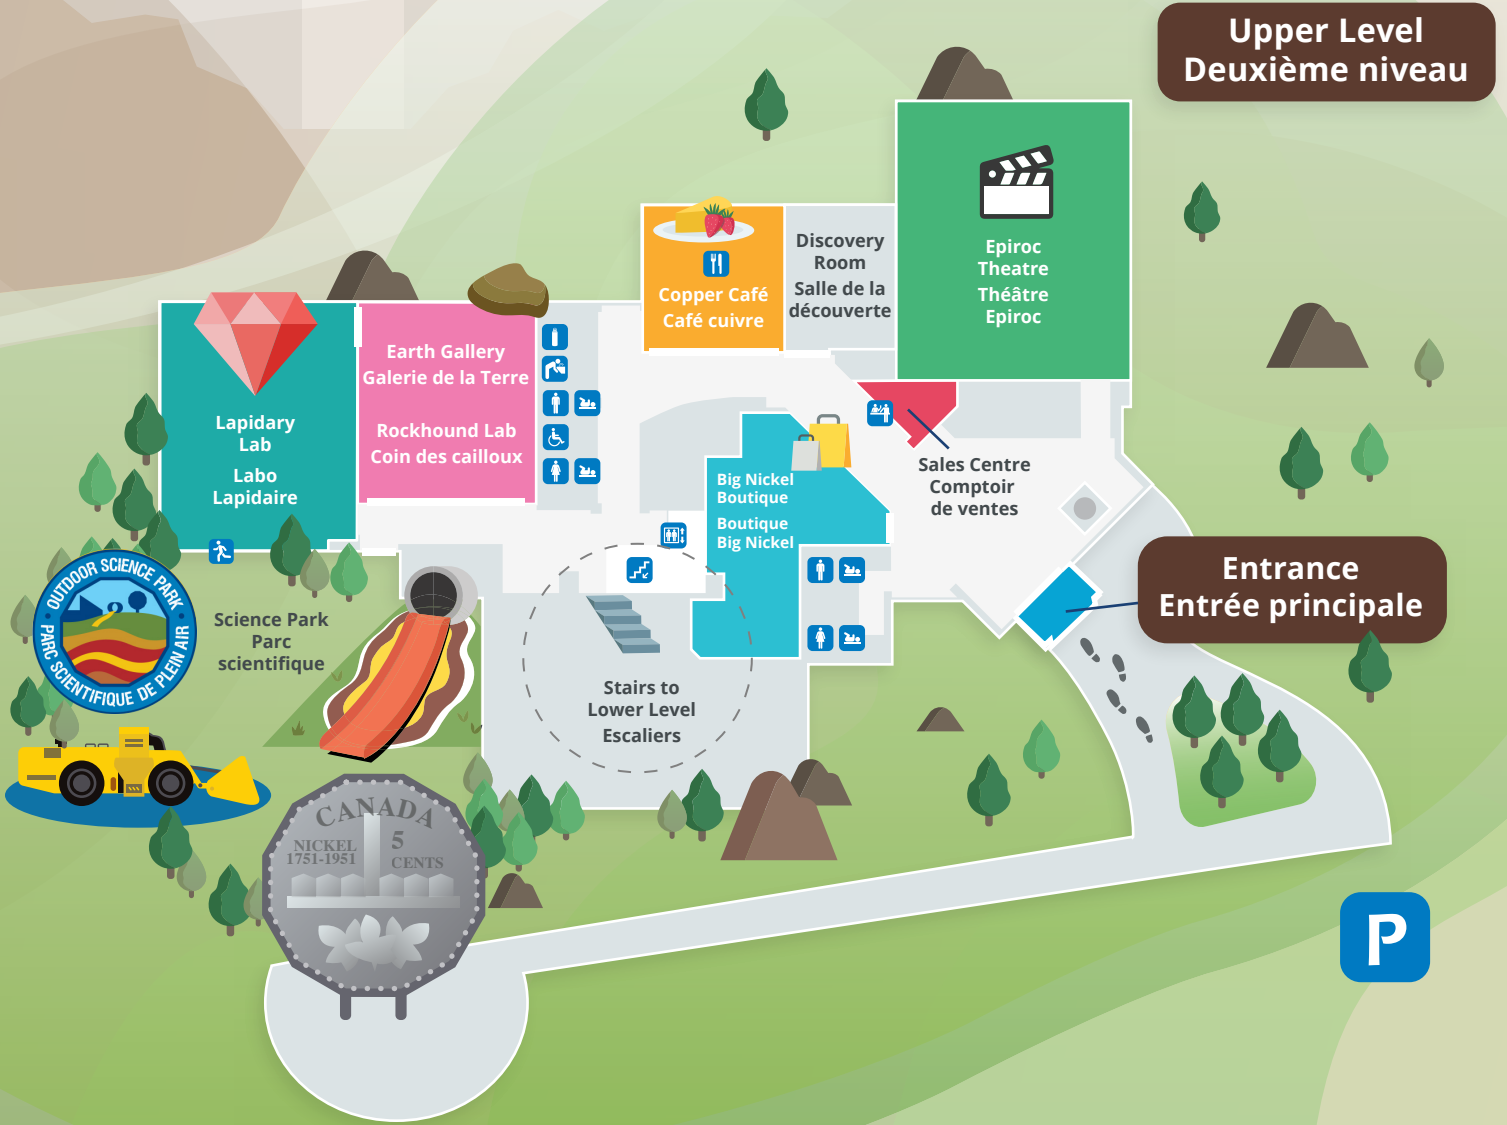 Upper Level
Deuxième niveau
Epiroc
Theatre
Théâtre
Epiroc
Discovery
Room
Salle de la
découverte
Copper Café
Café cuivre
Earth Gallery
Galerie de la Terre
Rockhound Lab
Coin des cailloux
Lapidary
Lab
Labo
Lapidaire
Big Nickel
Boutique
Boutique
Big Nickel
Sales Centre
Comptoir
de ventes
Entrance
Entrée principale
OUTDOOR SCIENCE PARK
PARC SCIENTIFIQUE DE PLEIN AIR
Science Park
Parc
scientifique
Stairs to
Lower Level
Escaliers
CANADA
NICKEL
1751-1951
5
CENTS
P